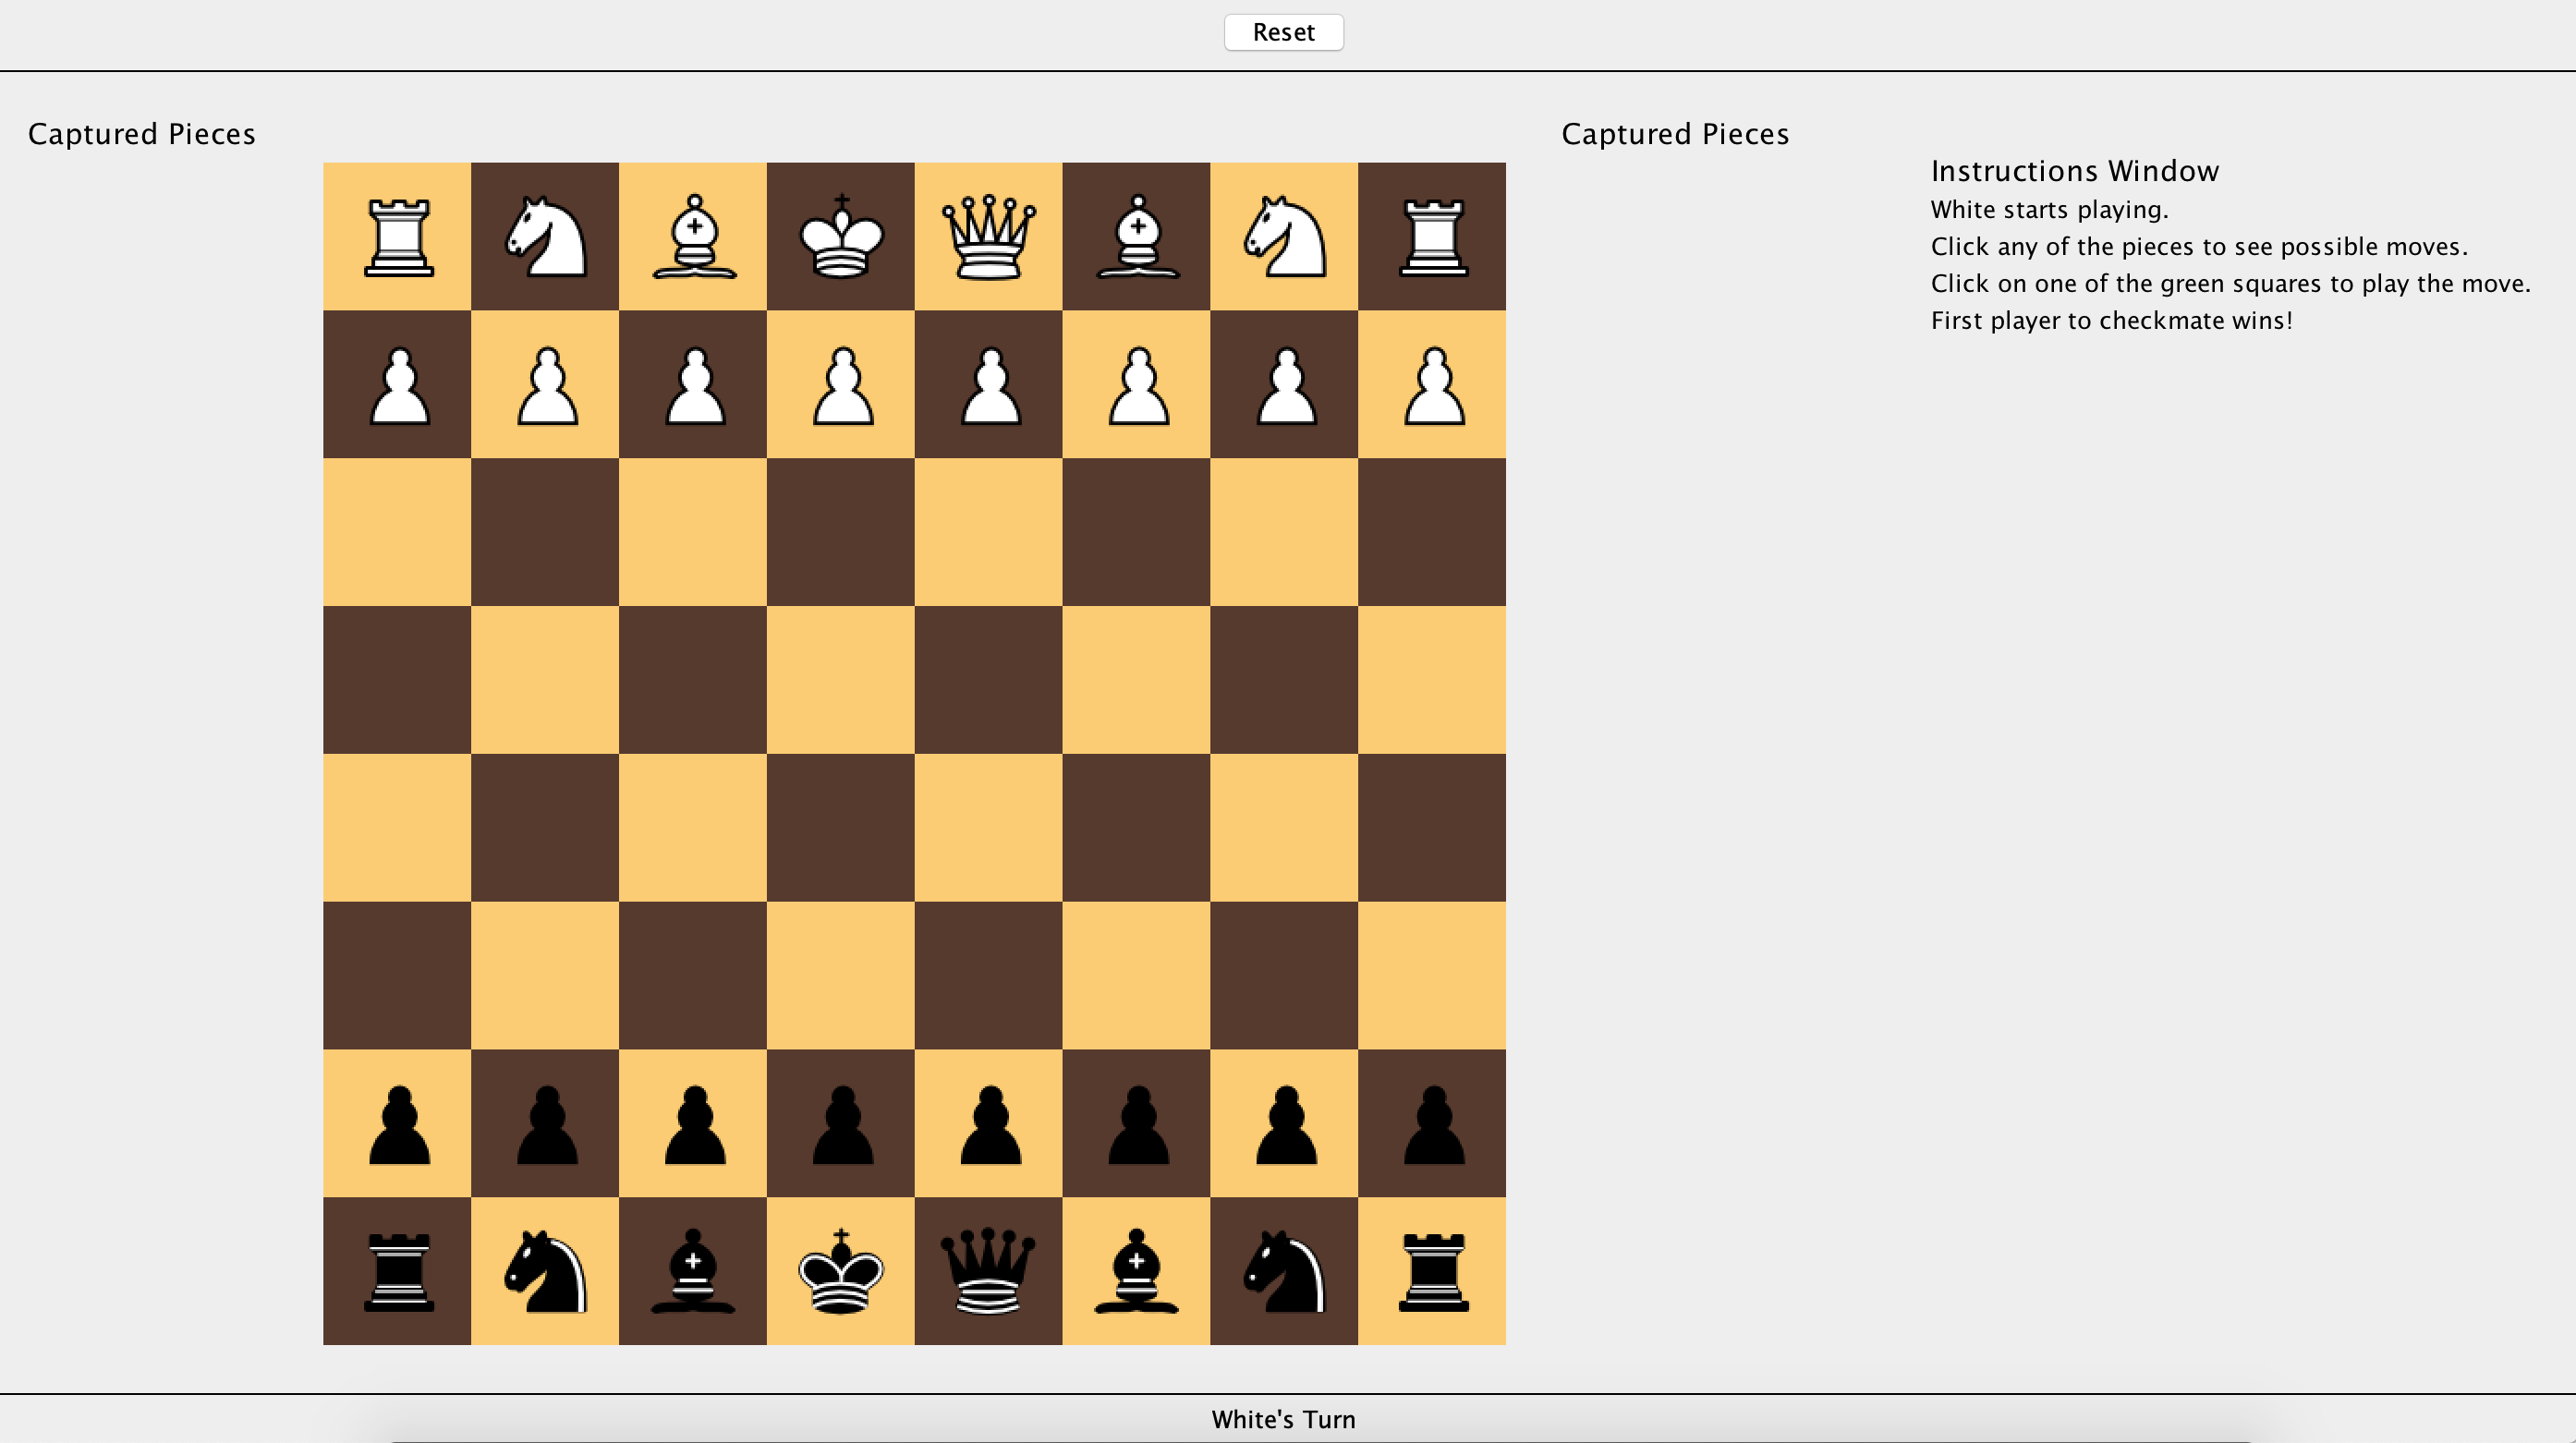 Reset
Captured Pieces
Captured Pieces
Instructions Window
White starts playing.
Click any of the pieces to see possible moves.
Click on one of the green squares to play the move.
First player to checkmate wins!
White's Turn